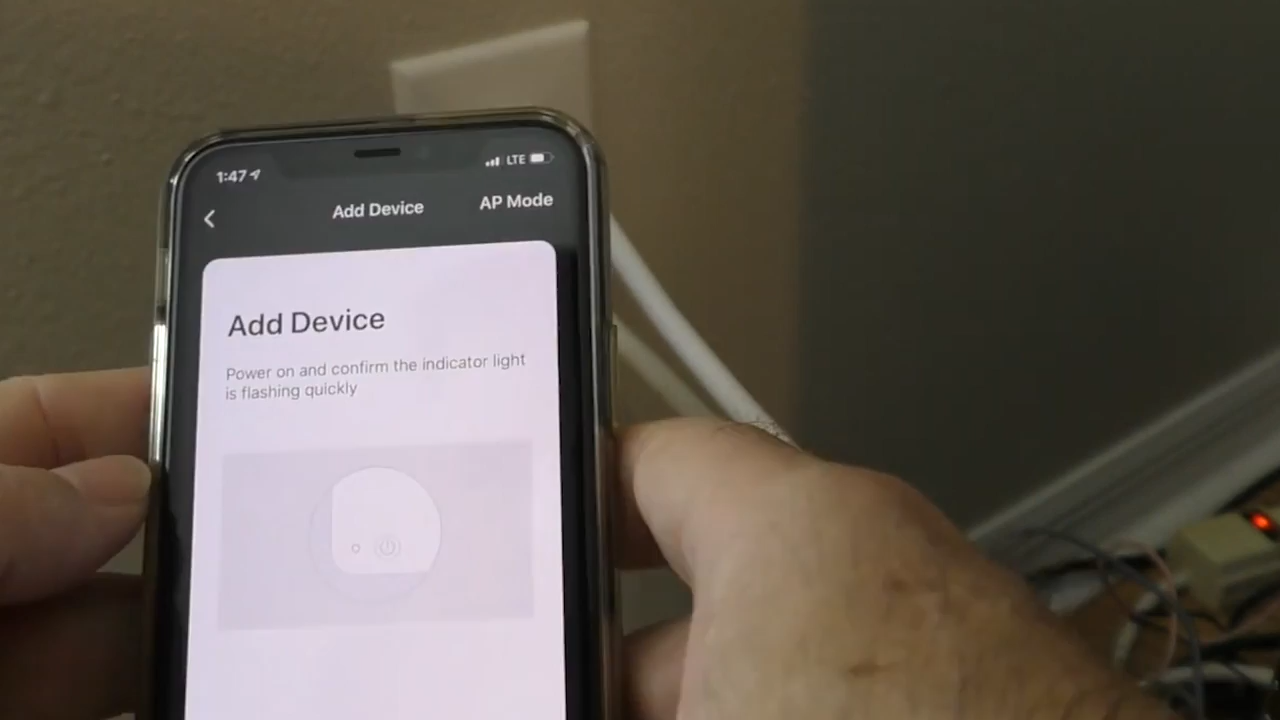 1:47
LTE
Add Device
AP Mode
Add Device
Power on and confirm the indicator light
is flashing quickly